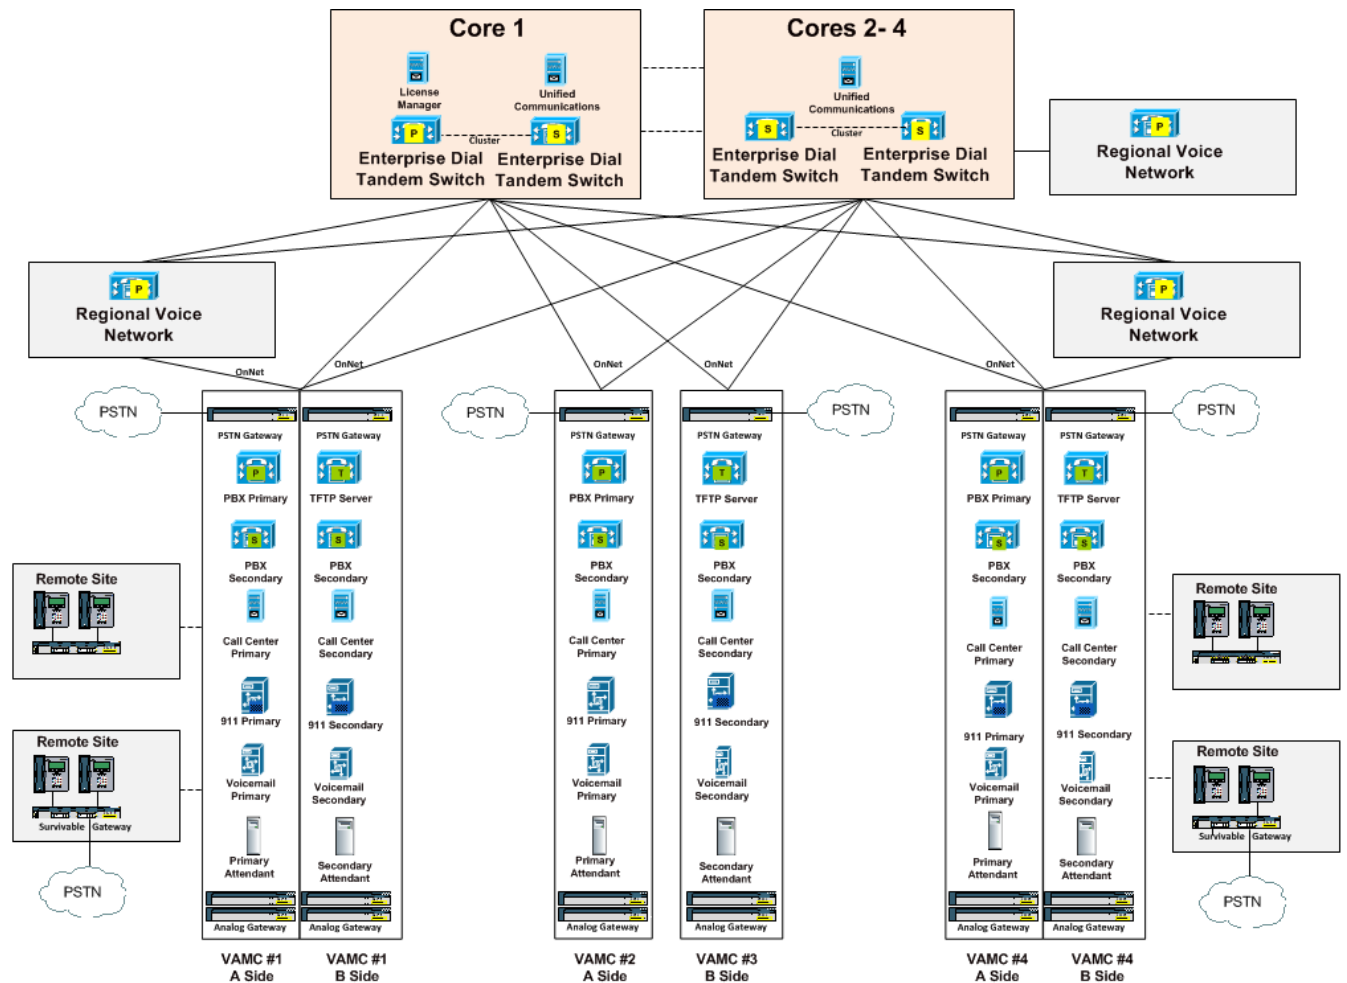 Core 1
Cores 2- 4
License
Manager
Unified
Communications
Unified
Communications
P
Cluster
S
S
Cluster
S
Enterprise Dial
Tandem Switch
Enterprise Dial
Tandem Switch
Enterprise Dial
Tandem Switch
Enterprise Dial
Tandem Switch
P
Regional Voice
Network
P
Regional Voice
Network
P
Regional Voice
Network
OnNet
OnNet
OnNet
OnNet
OnNet
OnNet
PSTN
PSTN
PSTN
PSTN
PSTN Gateway
PSTN Gateway
PSTN Gateway
PSTN Gateway
PSTN Gateway
PSTN Gateway
P
T
P
T
P
T
PBX Primary
TFTP Server
PBX Primary
TFTP Server
PBX Primary
TFTP Server
S
S
S
S
S
S
PBX
Secondary
PBX
Secondary
PBX
Secondary
PBX
Secondary
PBX
Secondary
PBX
Secondary
Call Center
Primary
Call Center
Secondary
Call Center
Primary
Call Center
Secondary
Call Center
Primary
Call Center
Secondary
911 Primary
911 Secondary
911 Primary
911 Secondary
911 Primary
911 Secondary
Voicemail
Primary
Voicemail
Secondary
Voicemail
Primary
Voicemail
Secondary
Voicemail
Primary
Voicemail
Secondary
Primary
Attendant
Secondary
Attendant
Primary
Attendant
Secondary
Attendant
Primary
Attendant
Secondary
Attendant
Analog Gateway
Analog Gateway
Analog Gateway
Analog Gateway
Analog Gateway
Analog Gateway
Remote Site
Remote Site
Survivable Gateway
PSTN
Remote Site
Remote Site
Survivable Gateway
PSTN
VAMC #1
A Side
VAMC #1
B Side
VAMC #2
A Side
VAMC #3
B Side
VAMC #4
A Side
VAMC #4
B Side